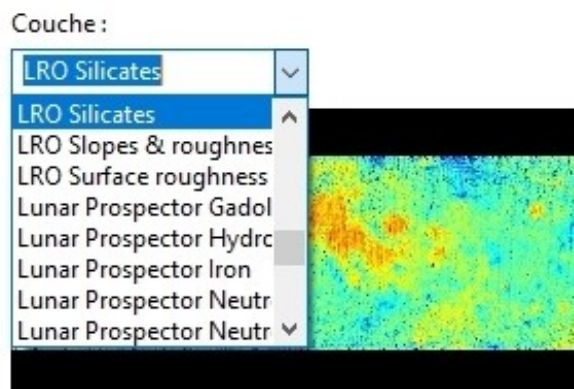 Couche :
LRO Silicates
LRO Silicates
LRO Slopes & roughnes
LRO Surface roughness
Lunar Prospector Gadol
Lunar Prospector Hydrc
Lunar Prospector Iron
Lunar Prospector Neutr
Lunar Prospector Neutr